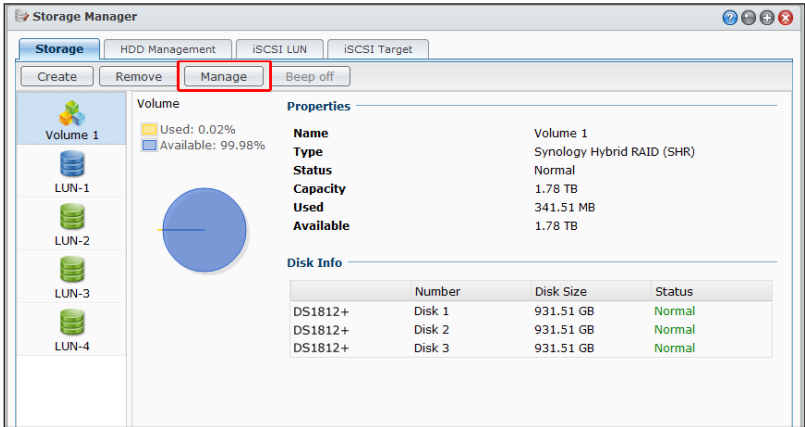 Storage Manager
Storage HDD Management iSCSI LUN iSCSI Target
Create Remove Manage Beep off
Volume 1
LUN-1
LUN-2
LUN-3
LUN-4
Volume
Used: 0.02%
Available: 99.98%
Properties
Name Volume 1
Type Synology Hybrid RAID (SHR)
Status Normal
Capacity 1.78 TB
Used 341.51 MB
Available 1.78 TB
Disk Info
Number Disk Size Status
DS1812+ Disk 1 931.51 GB Normal
DS1812+ Disk 2 931.51 GB Normal
DS1812+ Disk 3 931.51 GB Normal